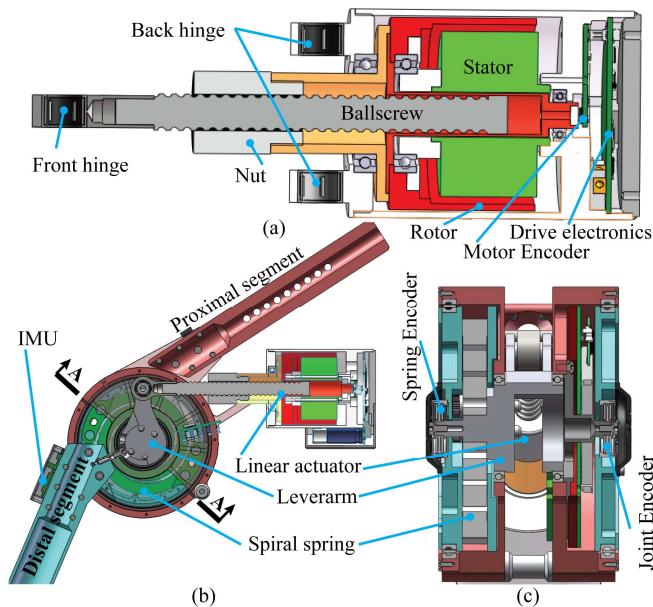 Back hinge
Stator
Ballscrew
Front hinge
Nut
Rotor
Drive electronics
Motor Encoder
(a)
Proximal segment
IMU
A
A
Linear actuator
Leverarm
Spiral spring
Distal segment
(b)
Spring Encoder
Joint Encoder
(c)